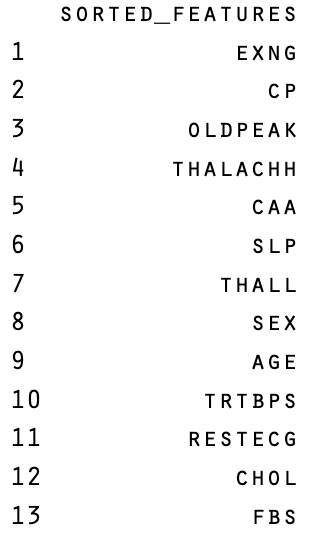 SORTED_FEATURES
1 EXNG
2 CP
3 OLDPEAK
4 THALACHH
5 CAA
6 SLP
7 THALL
8 SEX
9 AGE
10 TRTBPS
11 RESTECG
12 CHOL
13 FBS